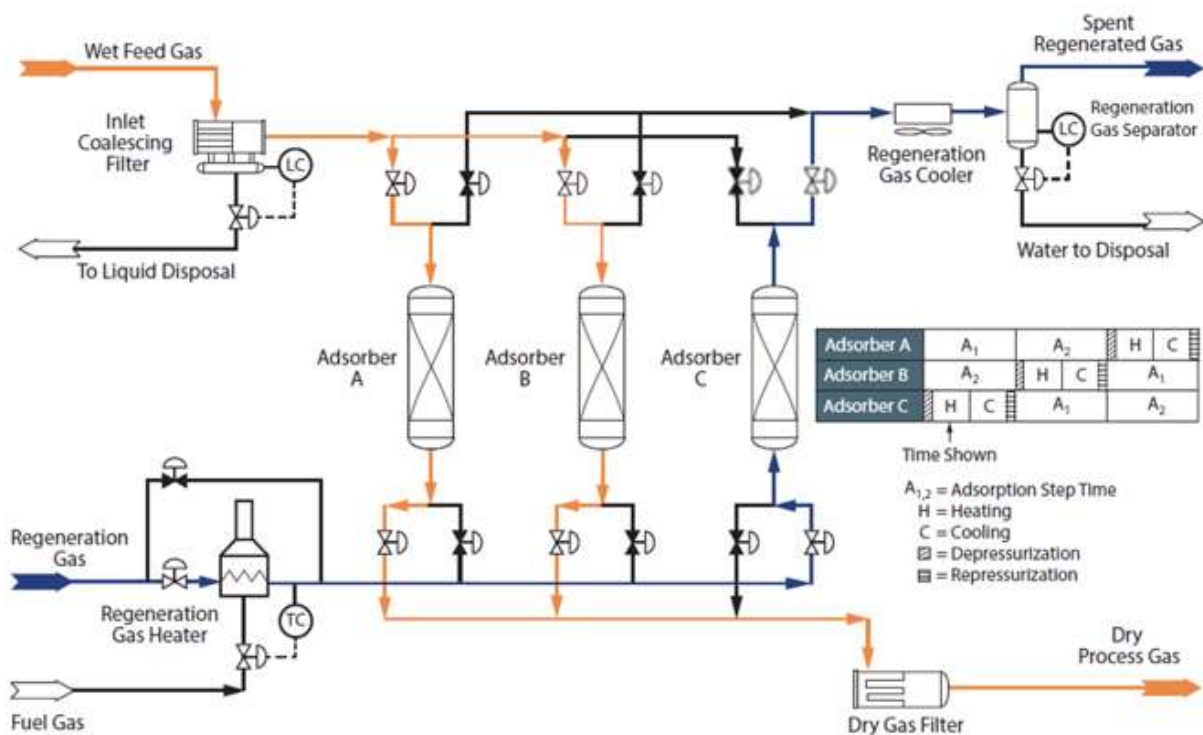 Wet Feed Gas
Spent
Regenerated Gas
Inlet
Coalescing
Filter
LC
Regeneration
Gas Cooler
LC
Regeneration
Gas Separator
To Liquid Disposal
Water to Disposal
Adsorber
A
Adsorber
B
Adsorber
C
Adsorber A A₁ A₂ H C
Adsorber B A₂ H C A₁
Adsorber C H C A₁ A₂
Time Shown
A₁,₂ = Adsorption Step Time
H = Heating
C = Cooling
= Depressurization
= Repressurization
Regeneration
Gas
Regeneration
Gas Heater
TC
Fuel Gas
Dry
Process Gas
Dry Gas Filter